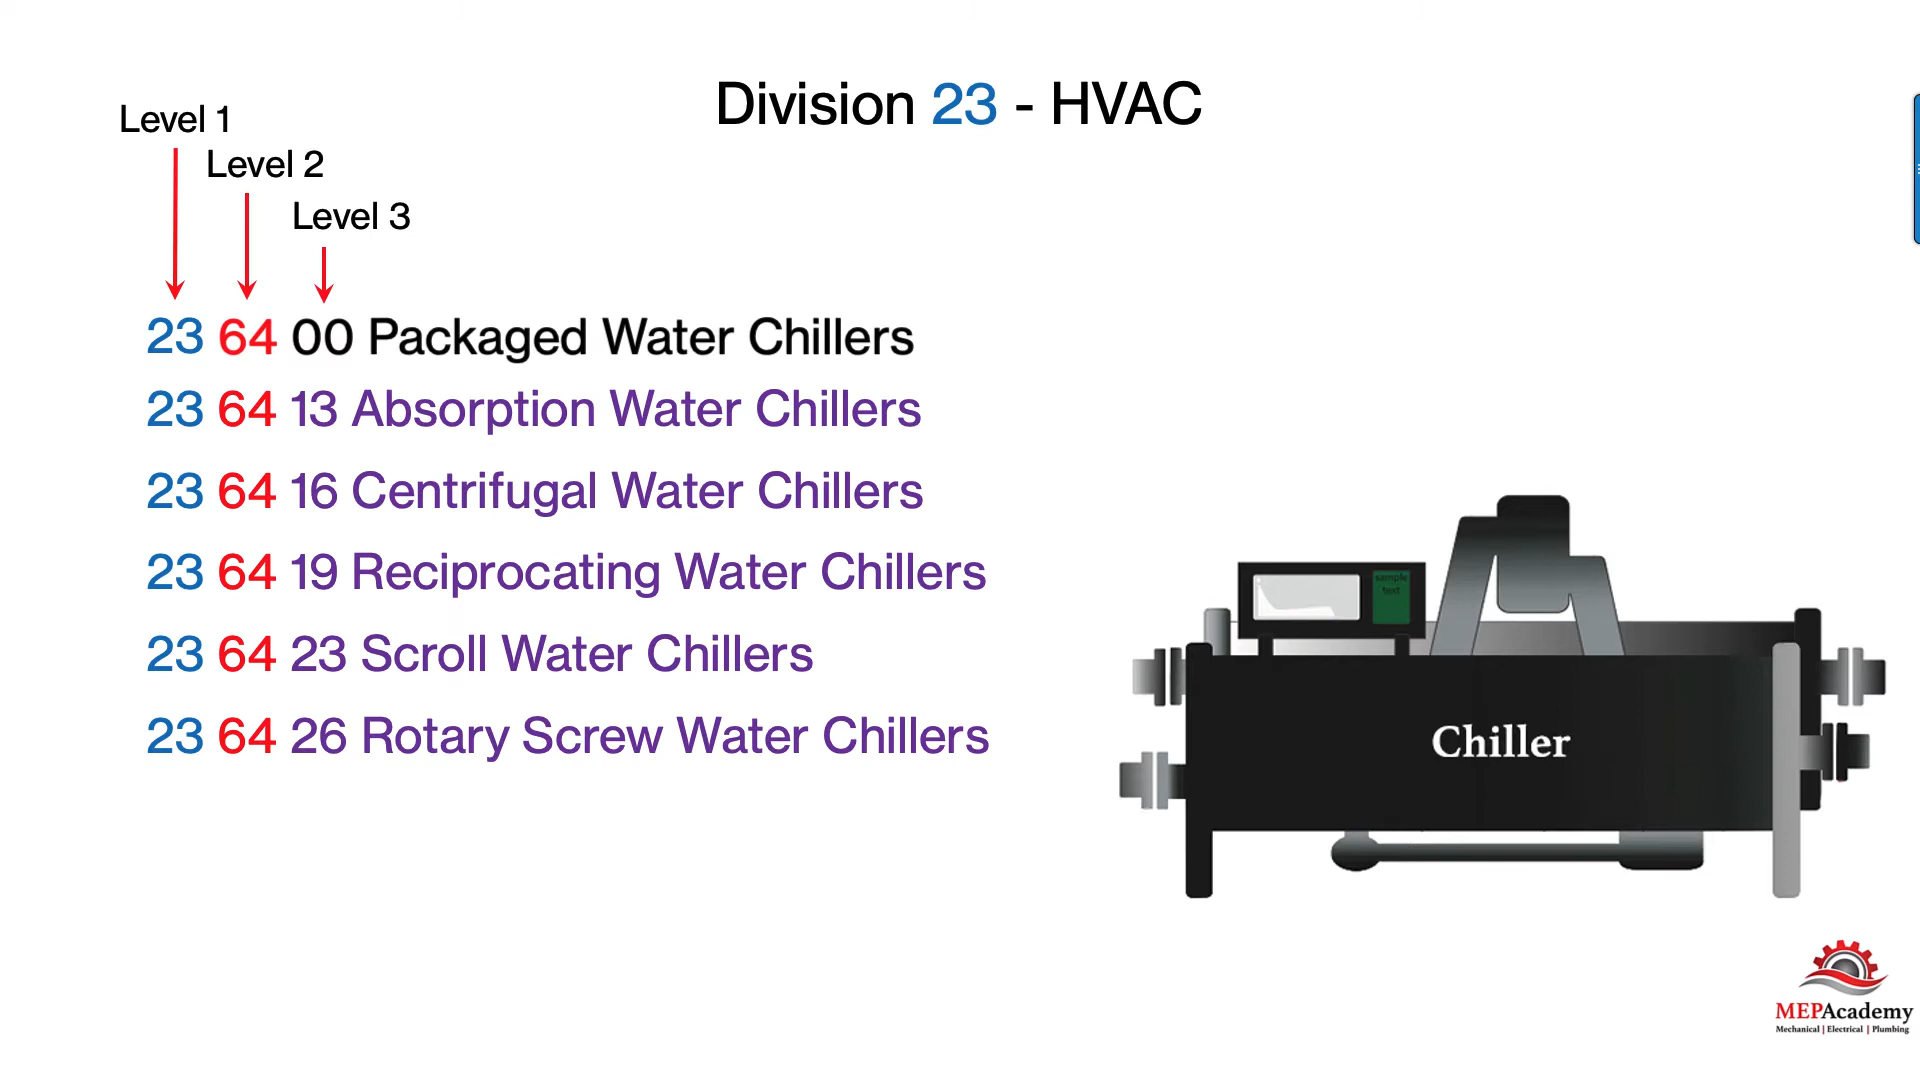 Division 23 - HVAC
Level 1
Level 2
Level 3
23 64 00 Packaged Water Chillers
23 64 13 Absorption Water Chillers
23 64 16 Centrifugal Water Chillers
23 64 19 Reciprocating Water Chillers
23 64 23 Scroll Water Chillers
23 64 26 Rotary Screw Water Chillers
sample
text
Chiller
MEPAcademy
Mechanical | Electrical | Plumbing